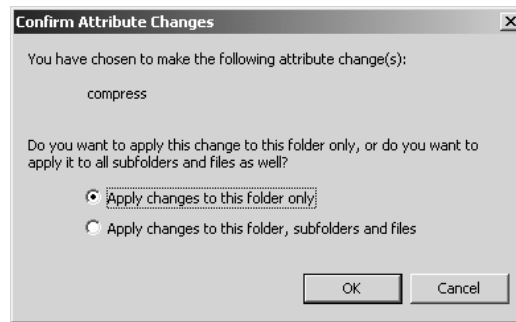 Confirm Attribute Changes
You have chosen to make the following attribute change(s):
compress
Do you want to apply this change to this folder only, or do you want to
apply it to all subfolders and files as well?
Apply changes to this folder only
Apply changes to this folder, subfolders and files
OK
Cancel